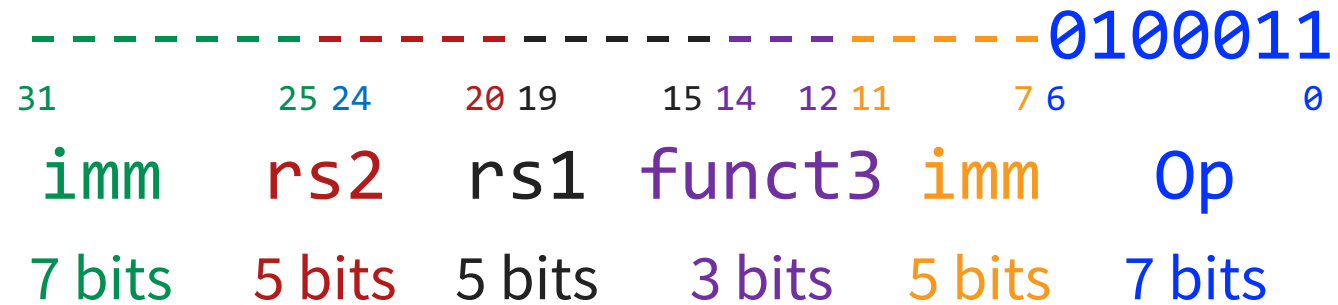 - - - - - - - - - - - - - - - - - - - - - - - - - 0100011
31 25 24 20 19 15 14 12 11 7 6 0
imm rs2 rs1 funct3 imm Op
7 bits 5 bits 5 bits 3 bits 5 bits 7 bits